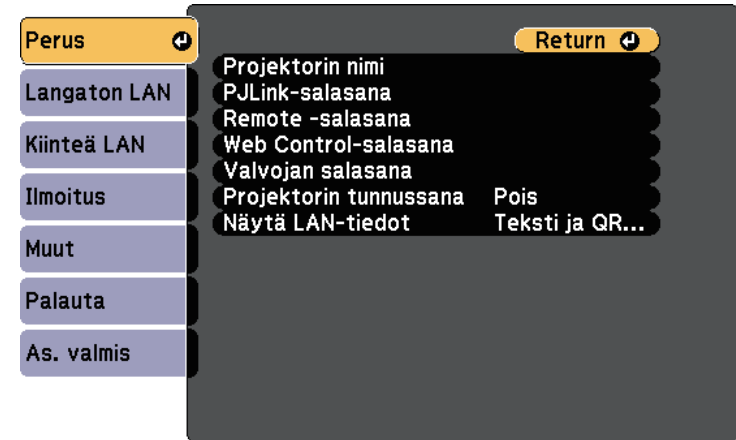 Perus
Langaton LAN
Kiinteä LAN
Ilmoitus
Muut
Palauta
As. valmis
Return
Projektorin nimi
PJLink-salasana
Remote -salasana
Web Control-salasana
Valvojan salasana
Projektorin tunnussana Pois
Näytä LAN-tiedot Teksti ja QR...